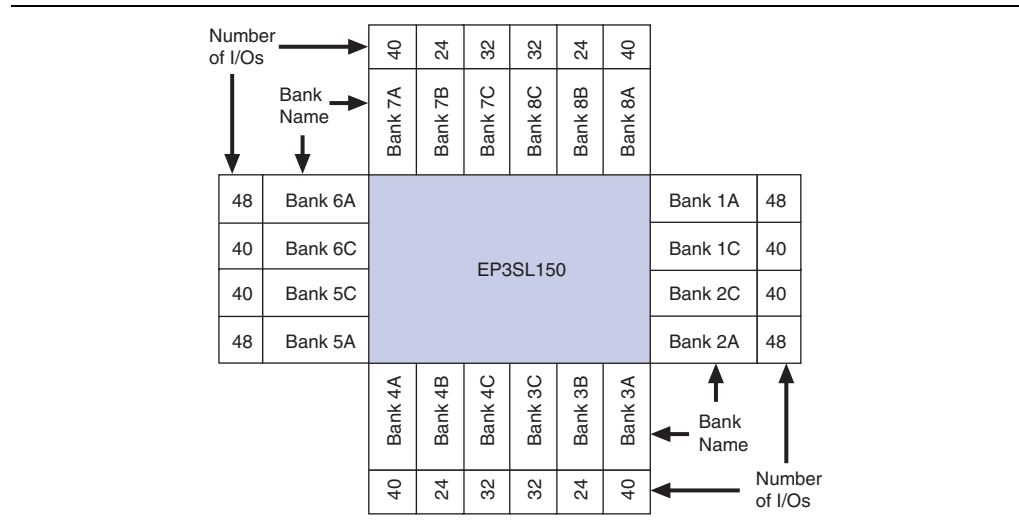 Number
of I/Os
40 24 32 32 24 40
Bank
Name
Bank 7A Bank 7B Bank 7C Bank 8C Bank 8B Bank 8A
48 Bank 6A Bank 1A 48
40 Bank 6C Bank 1C 40
EP3SL150
40 Bank 5C Bank 2C 40
48 Bank 5A Bank 2A 48
Bank 4A Bank 4B Bank 4C Bank 3C Bank 3B Bank 3A
Bank
Name
40 24 32 32 24 40
Number
of I/Os